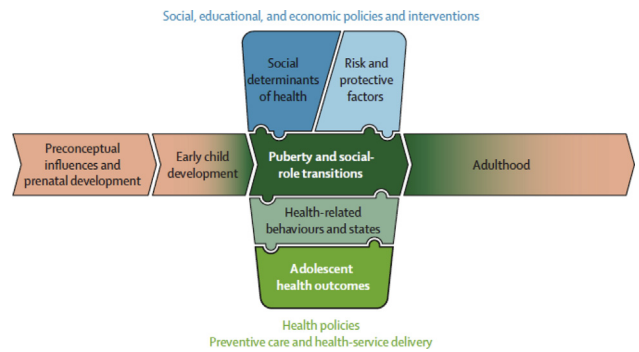 Social, educational, and economic policies and interventions
Social
determinants
of health
Risk and
protective
factors
Preconceptual
influences and
prenatal development
Early child
development
Puberty and social-
role transitions
Adulthood
Health-related
behaviours and states
Adolescent
health outcomes
Health policies
Preventive care and health-service delivery